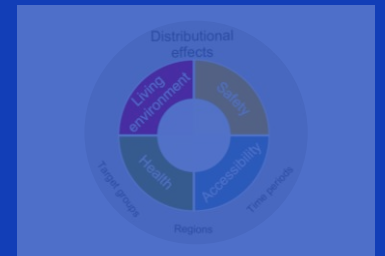 Distributional
effects
Living
environment
Safety
Health
Accessibility
Target groups
Regions
Time periods